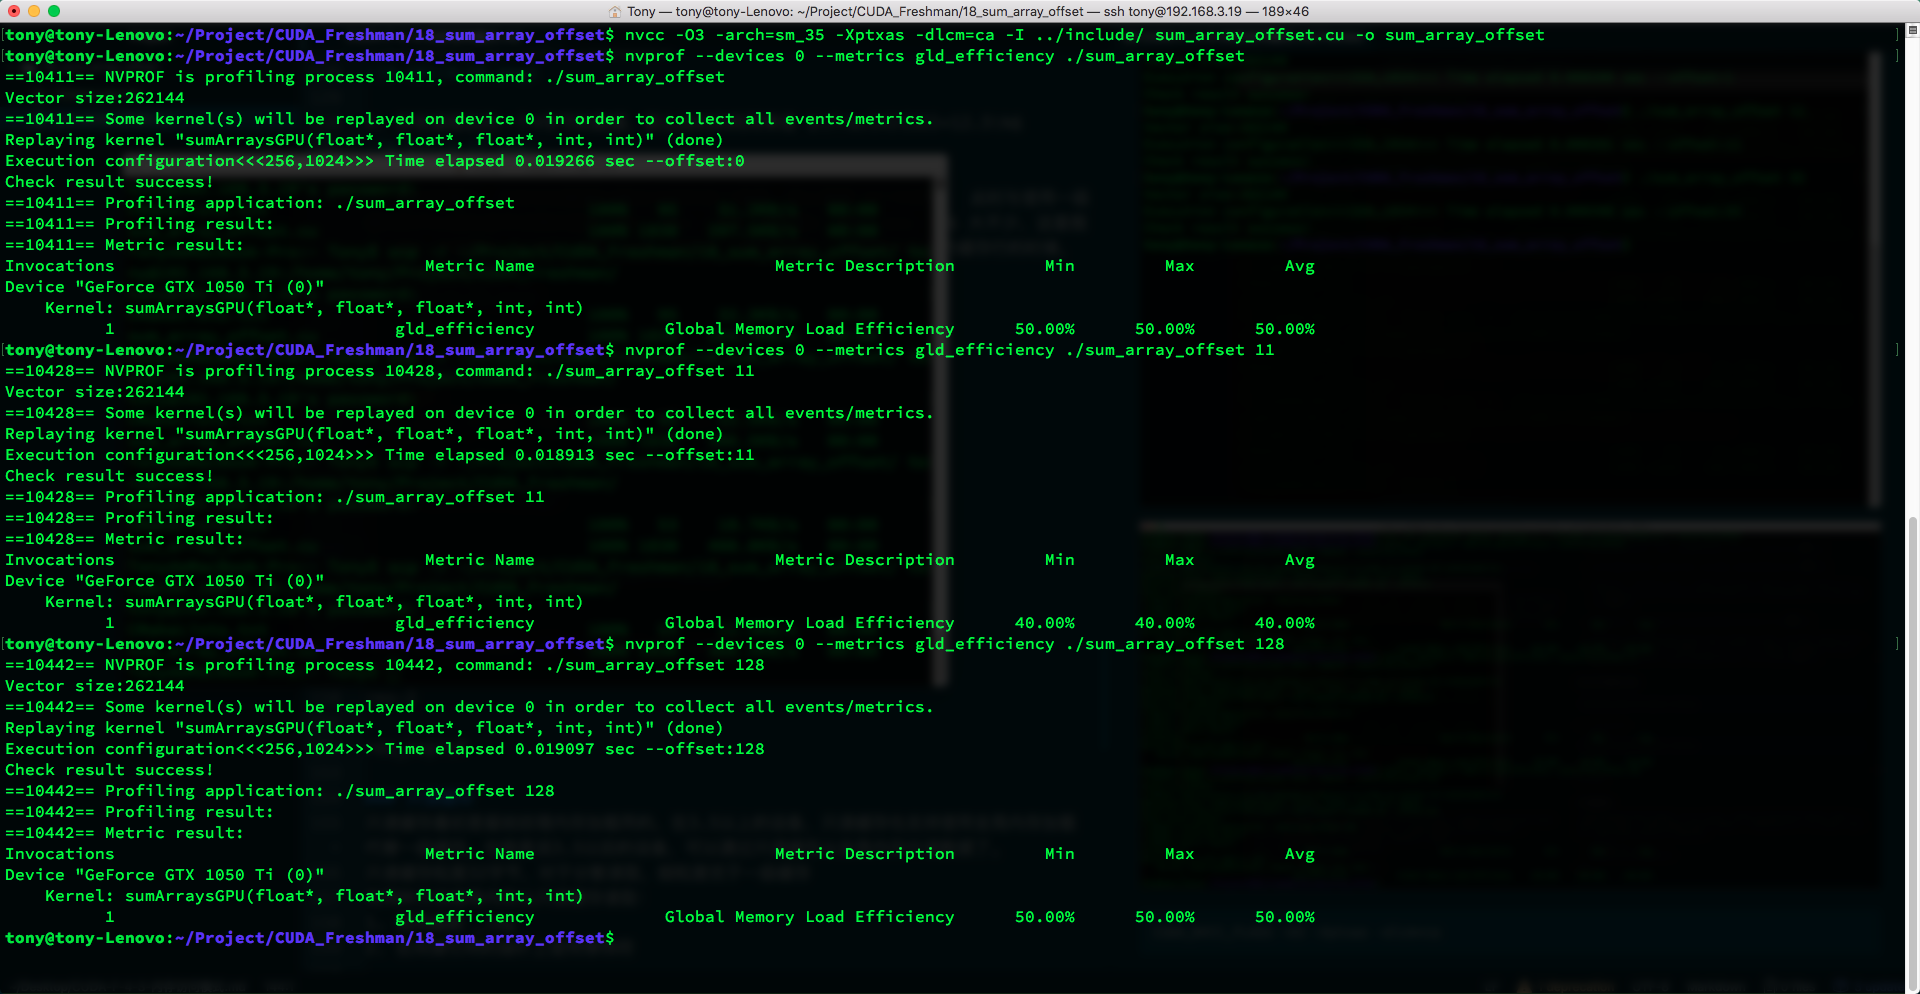 Tony — tony@tony-Lenovo: ~/Project/CUDA_Freshman/18_sum_array_offset — ssh tony@192.168.3.19 — 189×46
tony@tony-Lenovo:~/Project/CUDA_Freshman/18_sum_array_offset$ nvcc -O3 -arch=sm_35 -Xptxas -dlcm=ca -I ../include/ sum_array_offset.cu -o sum_array_offset
tony@tony-Lenovo:~/Project/CUDA_Freshman/18_sum_array_offset$ nvprof --devices 0 --metrics gld_efficiency ./sum_array_offset
==10411== NVPROF is profiling process 10411, command: ./sum_array_offset
Vector size:262144
==10411== Some kernel(s) will be replayed on device 0 in order to collect all events/metrics.
Replaying kernel "sumArraysGPU(float*, float*, float*, int, int)" (done)
Execution configuration<<<256,1024>>> Time elapsed 0.019266 sec --offset:0
Check result success!
==10411== Profiling application: ./sum_array_offset
==10411== Profiling result:
==10411== Metric result:
Invocations Metric Name Metric Description Min Max Avg
Device "GeForce GTX 1050 Ti (0)"
Kernel: sumArraysGPU(float*, float*, float*, int, int)
1 gld_efficiency Global Memory Load Efficiency 50.00% 50.00% 50.00%
tony@tony-Lenovo:~/Project/CUDA_Freshman/18_sum_array_offset$ nvprof --devices 0 --metrics gld_efficiency ./sum_array_offset 11
==10428== NVPROF is profiling process 10428, command: ./sum_array_offset 11
Vector size:262144
==10428== Some kernel(s) will be replayed on device 0 in order to collect all events/metrics.
Replaying kernel "sumArraysGPU(float*, float*, float*, int, int)" (done)
Execution configuration<<<256,1024>>> Time elapsed 0.018913 sec --offset:11
Check result success!
==10428== Profiling application: ./sum_array_offset 11
==10428== Profiling result:
==10428== Metric result:
Invocations Metric Name Metric Description Min Max Avg
Device "GeForce GTX 1050 Ti (0)"
Kernel: sumArraysGPU(float*, float*, float*, int, int)
1 gld_efficiency Global Memory Load Efficiency 40.00% 40.00% 40.00%
tony@tony-Lenovo:~/Project/CUDA_Freshman/18_sum_array_offset$ nvprof --devices 0 --metrics gld_efficiency ./sum_array_offset 128
==10442== NVPROF is profiling process 10442, command: ./sum_array_offset 128
Vector size:262144
==10442== Some kernel(s) will be replayed on device 0 in order to collect all events/metrics.
Replaying kernel "sumArraysGPU(float*, float*, float*, int, int)" (done)
Execution configuration<<<256,1024>>> Time elapsed 0.019097 sec --offset:128
Check result success!
==10442== Profiling application: ./sum_array_offset 128
==10442== Profiling result:
==10442== Metric result:
Invocations Metric Name Metric Description Min Max Avg
Device "GeForce GTX 1050 Ti (0)"
Kernel: sumArraysGPU(float*, float*, float*, int, int)
1 gld_efficiency Global Memory Load Efficiency 50.00% 50.00% 50.00%
tony@tony-Lenovo:~/Project/CUDA_Freshman/18_sum_array_offset$